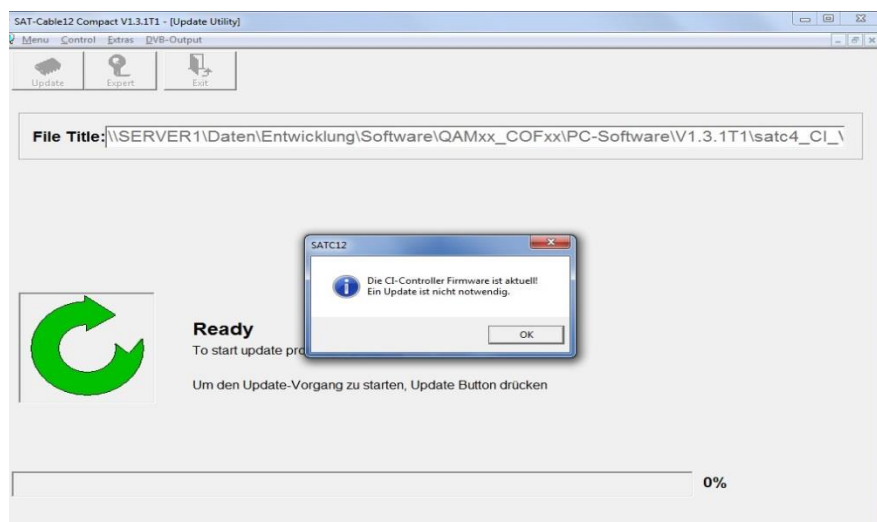 SAT-Cable12 Compact V1.3.1T1 - [Update Utility]
Menu Control Extras DVB-Output
Update Expert Exit
File Title: \\SERVER1\Daten\Entwicklung\Software\QAMxx_COFxx\PC-Software\V1.3.1T1\satc4_CI_\
SATC12
Die CI-Controller Firmware ist aktuell!
Ein Update ist nicht notwendig.
OK
Ready
To start update pro
Um den Update-Vorgang zu starten, Update Button drücken
0%